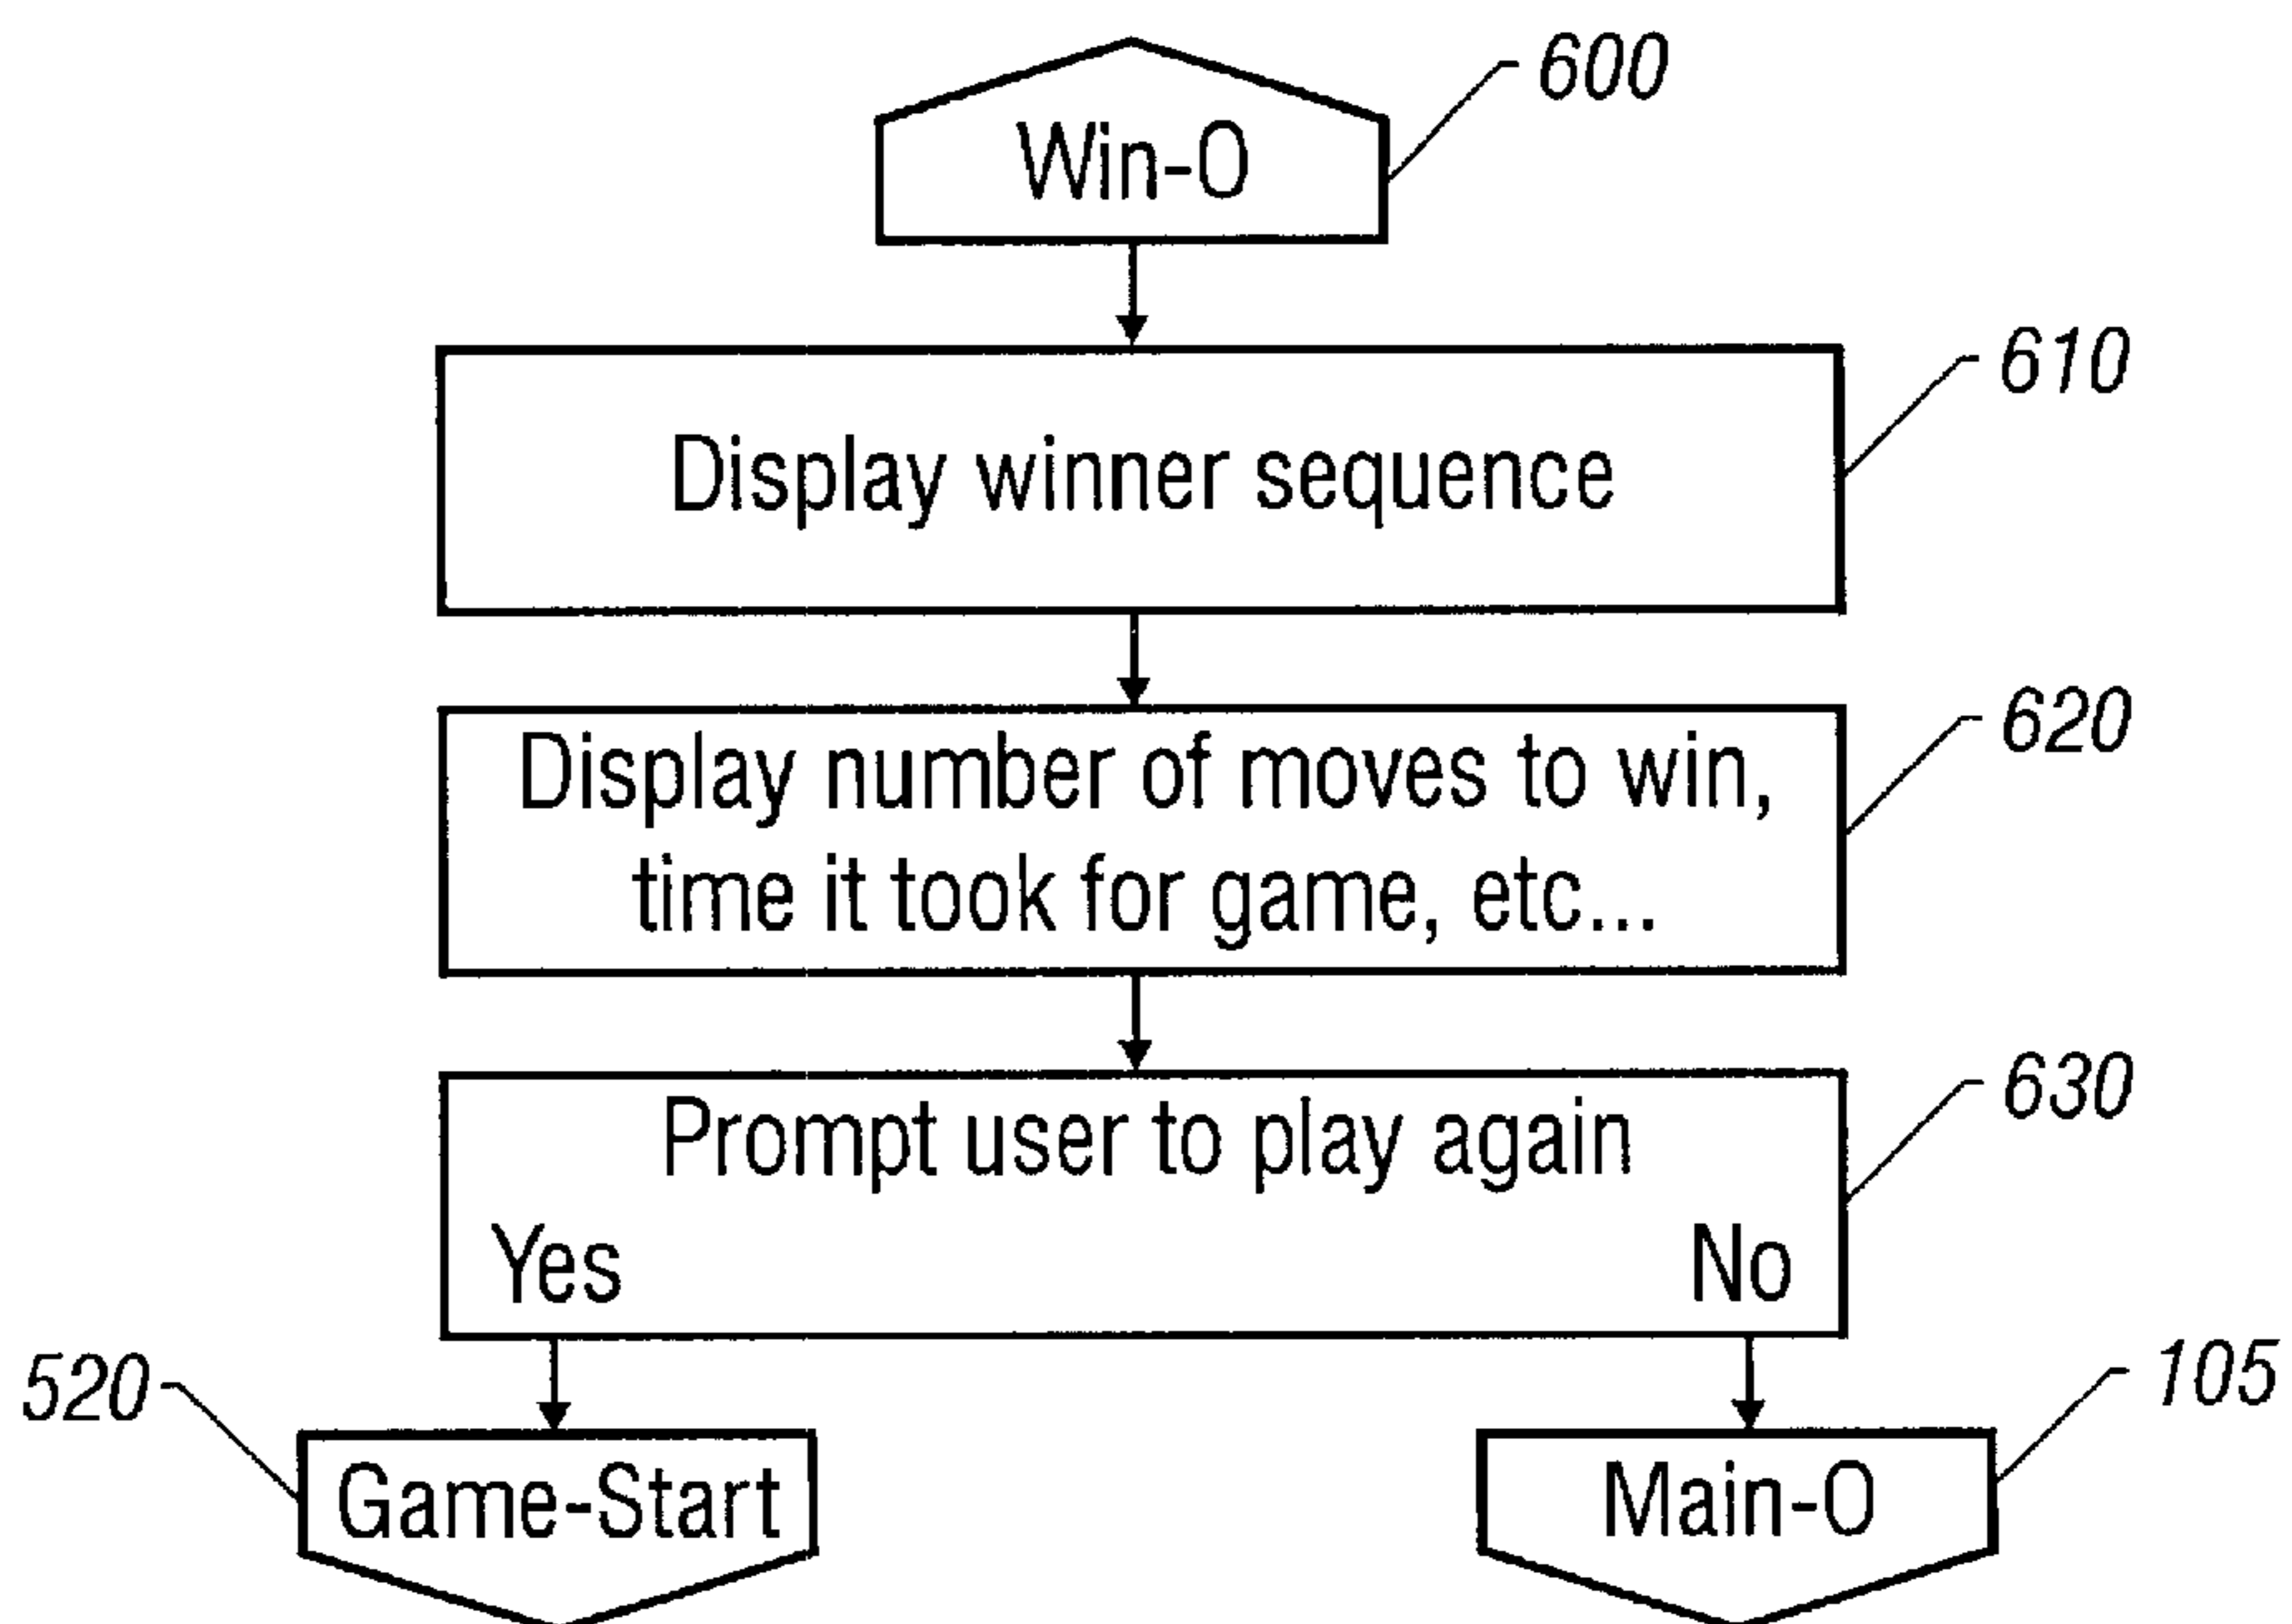 600
Win-O
610
Display winner sequence
620
Display number of moves to win,
time it took for game, etc...
630
Prompt user to play again
Yes No
520
105
Game-Start
Main-O